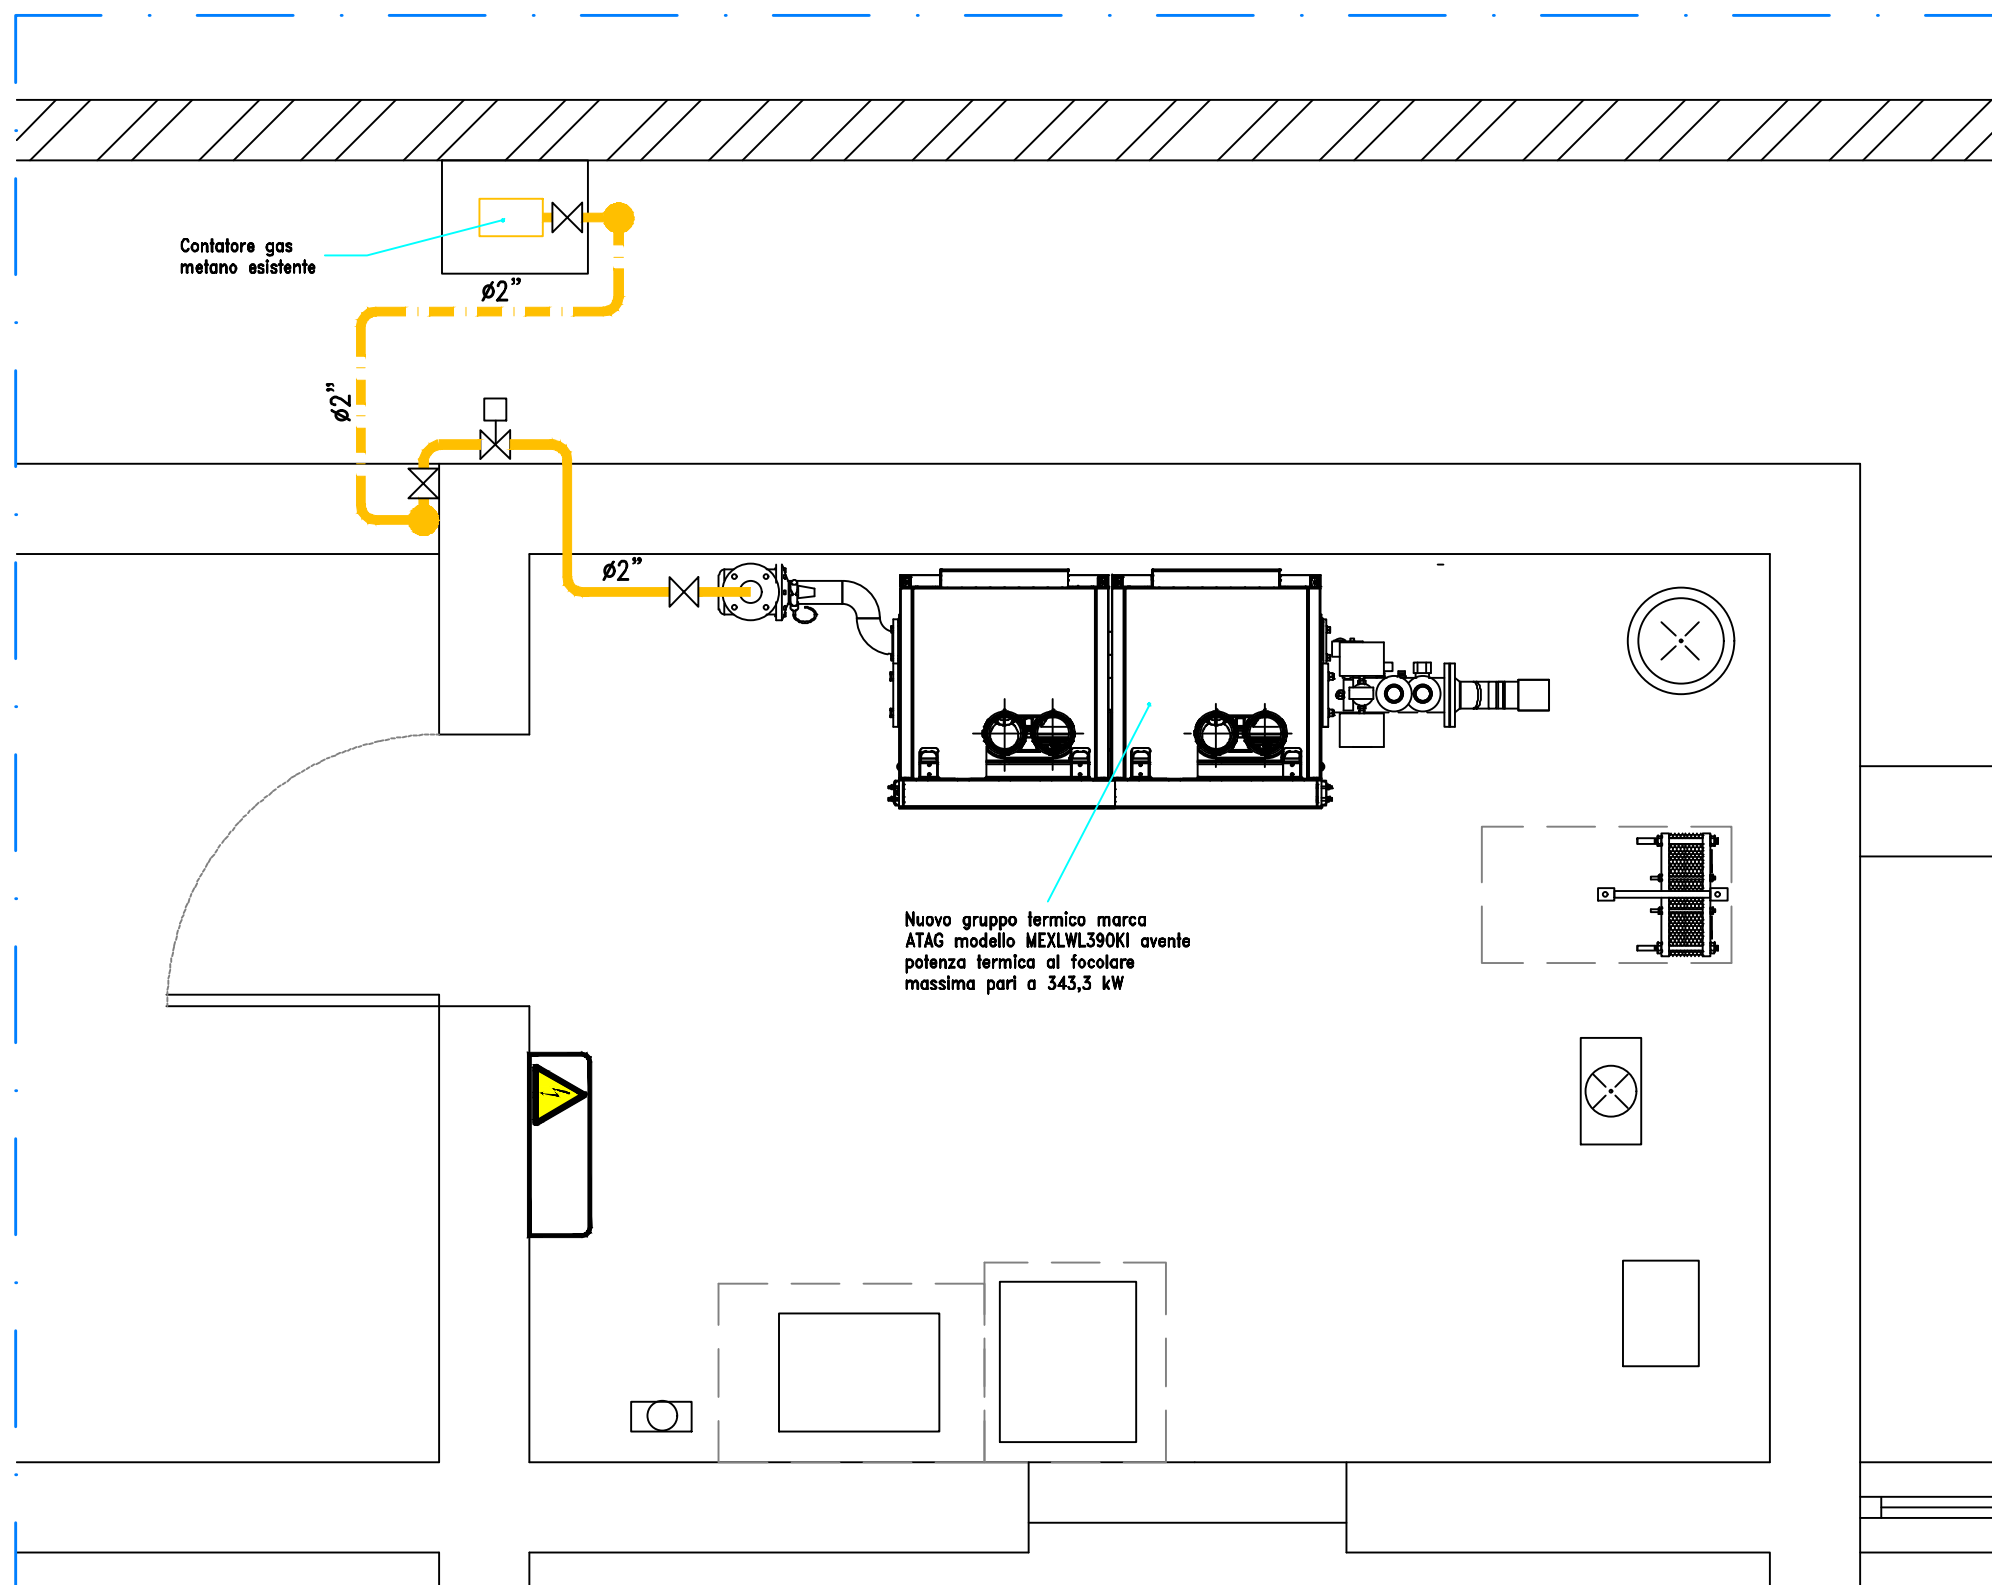 Contatore gas
metano esistente
ø2”
ø2”
ø2”
Nuovo gruppo termico marca
ATAG modello MEXLWL390KI avente
potenza termica al focolare
massima pari a 343,3 kW